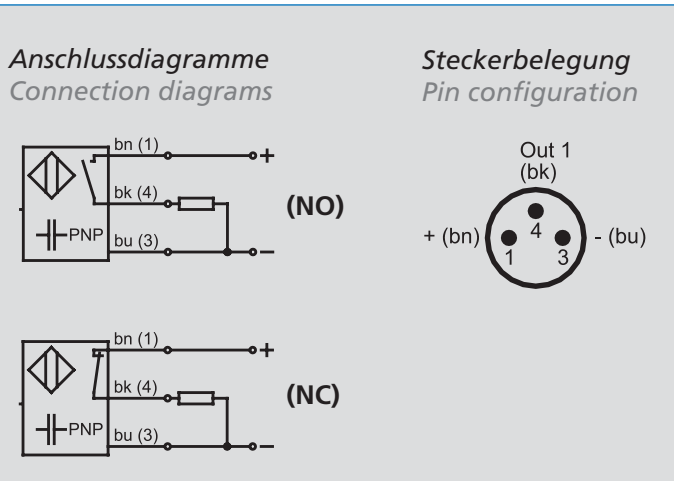 Anschlussdiagramme
Connection diagrams
bn (1)
+
bk (4)
(NO)
PNP
bu (3)
–
bn (1)
+
bk (4)
(NC)
PNP
bu (3)
–
Steckerbelegung
Pin configuration
Out 1
(bk)
+ (bn)
4
- (bu)
1
3